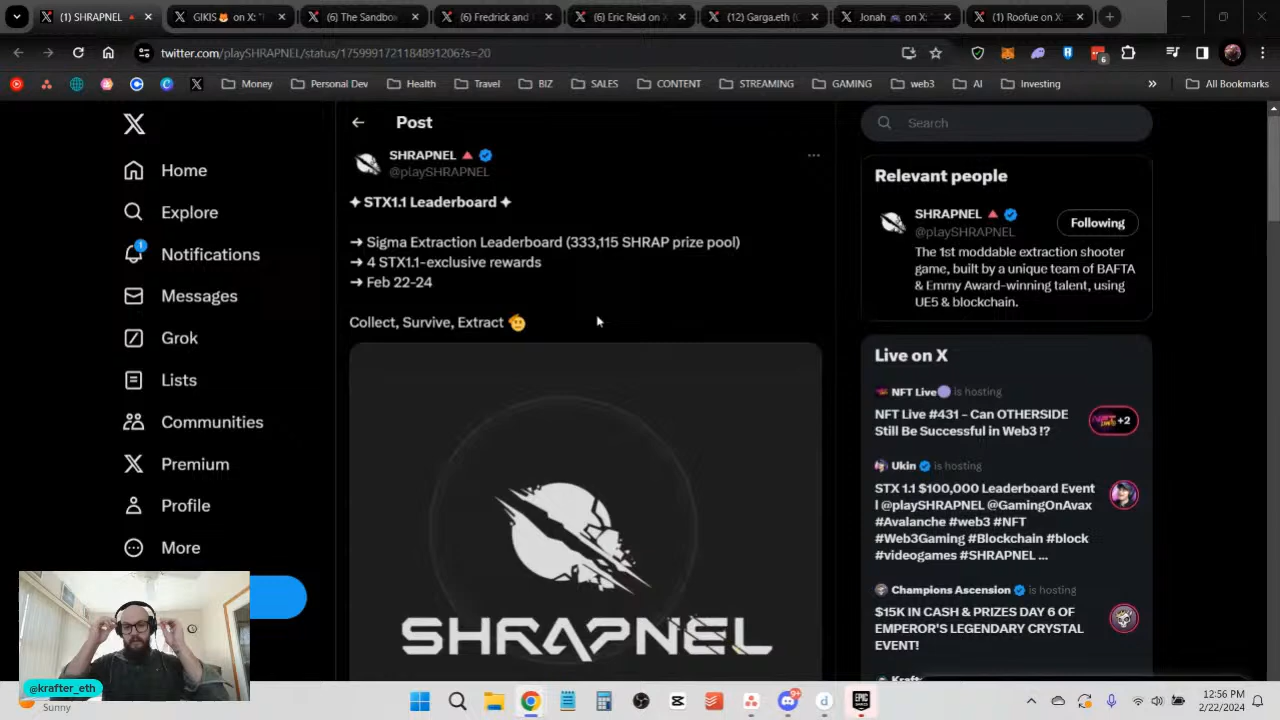 (1) SHRAPNEL
GIKIS on X: "
(6) The Sandbo
(6) Fredrick and
(6) Eric Reid on X
(12) Garga.eth (
Jonah on X:
(1) Roofue on X:
twitter.com/playSHRAPNEL/status/1759991721184891206?s=20
6
Money
Personal Dev
Health
Travel
BIZ
SALES
CONTENT
STREAMING
GAMING
web3
AI
Investing
All Bookmarks
Home
Explore
1
Notifications
Messages
Grok
Lists
Communities
Premium
Profile
More
Post
SHRAPNEL
@playSHRAPNEL
✦ STX1.1 Leaderboard ✦
➜ Sigma Extraction Leaderboard (333,115 SHRAP prize pool)
➜ 4 STX1.1-exclusive rewards
➜ Feb 22-24
Collect, Survive, Extract 🫡
SHRAPNEL
Search
Relevant people
SHRAPNEL
@playSHRAPNEL
Following
The 1st moddable extraction shooter
game, built by a unique team of BAFTA
& Emmy Award-winning talent, using
UE5 & blockchain.
Live on X
NFT Live is hosting
NFT Live #431 - Can OTHERSIDE
Still Be Successful in Web3 !?
+2
Ukin is hosting
STX 1.1 $100,000 Leaderboard Event
| @playSHRAPNEL @GamingOnAvax
#Avalanche #web3 #NFT
#Web3Gaming #Blockchain #block
#videogames #SHRAPNEL ...
Champions Ascension is hosting
$15K IN CASH & PRIZES DAY 6 OF
EMPEROR'S LEGENDARY CRYSTAL
EVENT!
@krafter_eth
Sunny
9+
EPIC
12:56 PM
2/22/2024